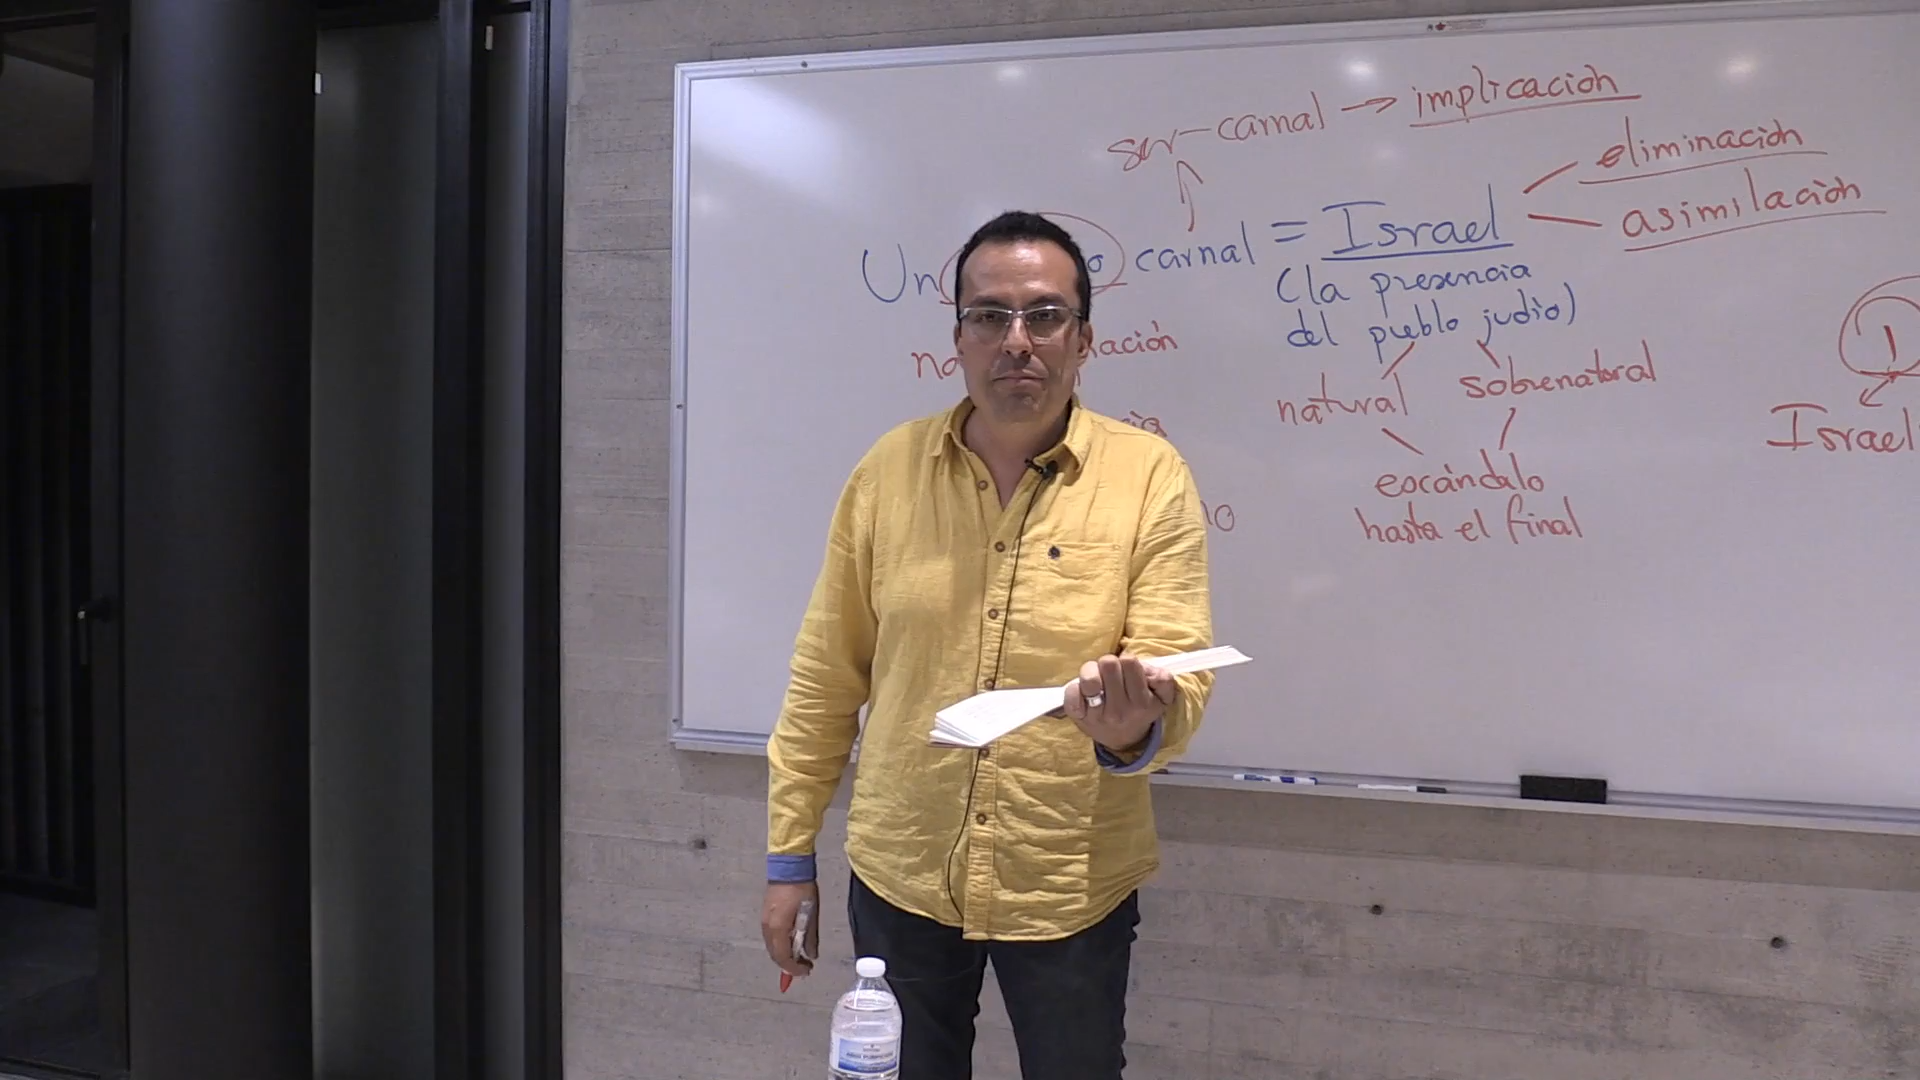 ser-carnal → implicación
eliminación
asimilación
Un carnal = Israel
(la presencia
del pueblo judío)
natural sobrenatural
escándalo
hasta el final
1
Israel